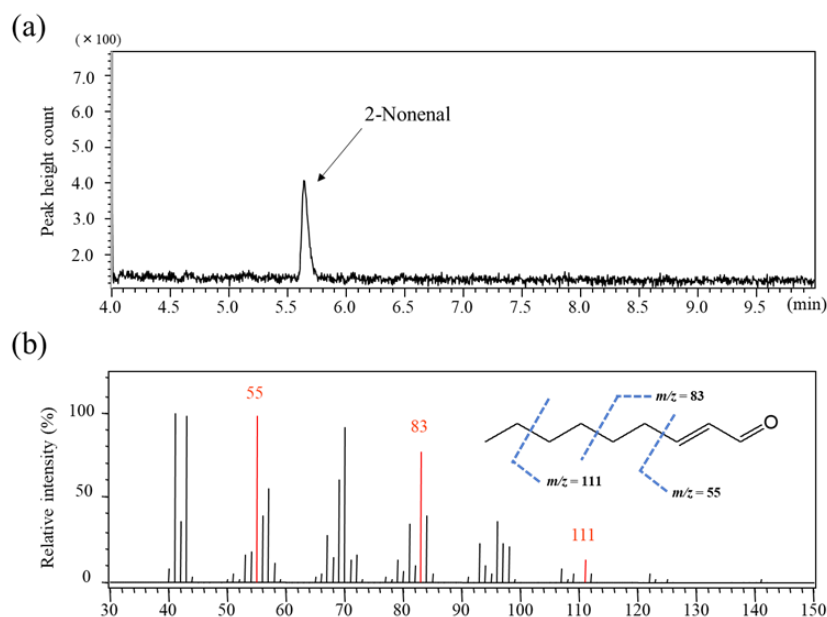 (a)
(×100)
7.0
6.0
5.0
4.0
3.0
2.0
Peak height count
2-Nonenal
4.0 4.5 5.0 5.5 6.0 6.5 7.0 7.5 8.0 8.5 9.0 9.5 (min)
(b)
100
50
0
Relative intensity (%)
55
83
111
m/z = 83
m/z = 111
m/z = 55
O
30 40 50 60 70 80 90 100 110 120 130 140 150